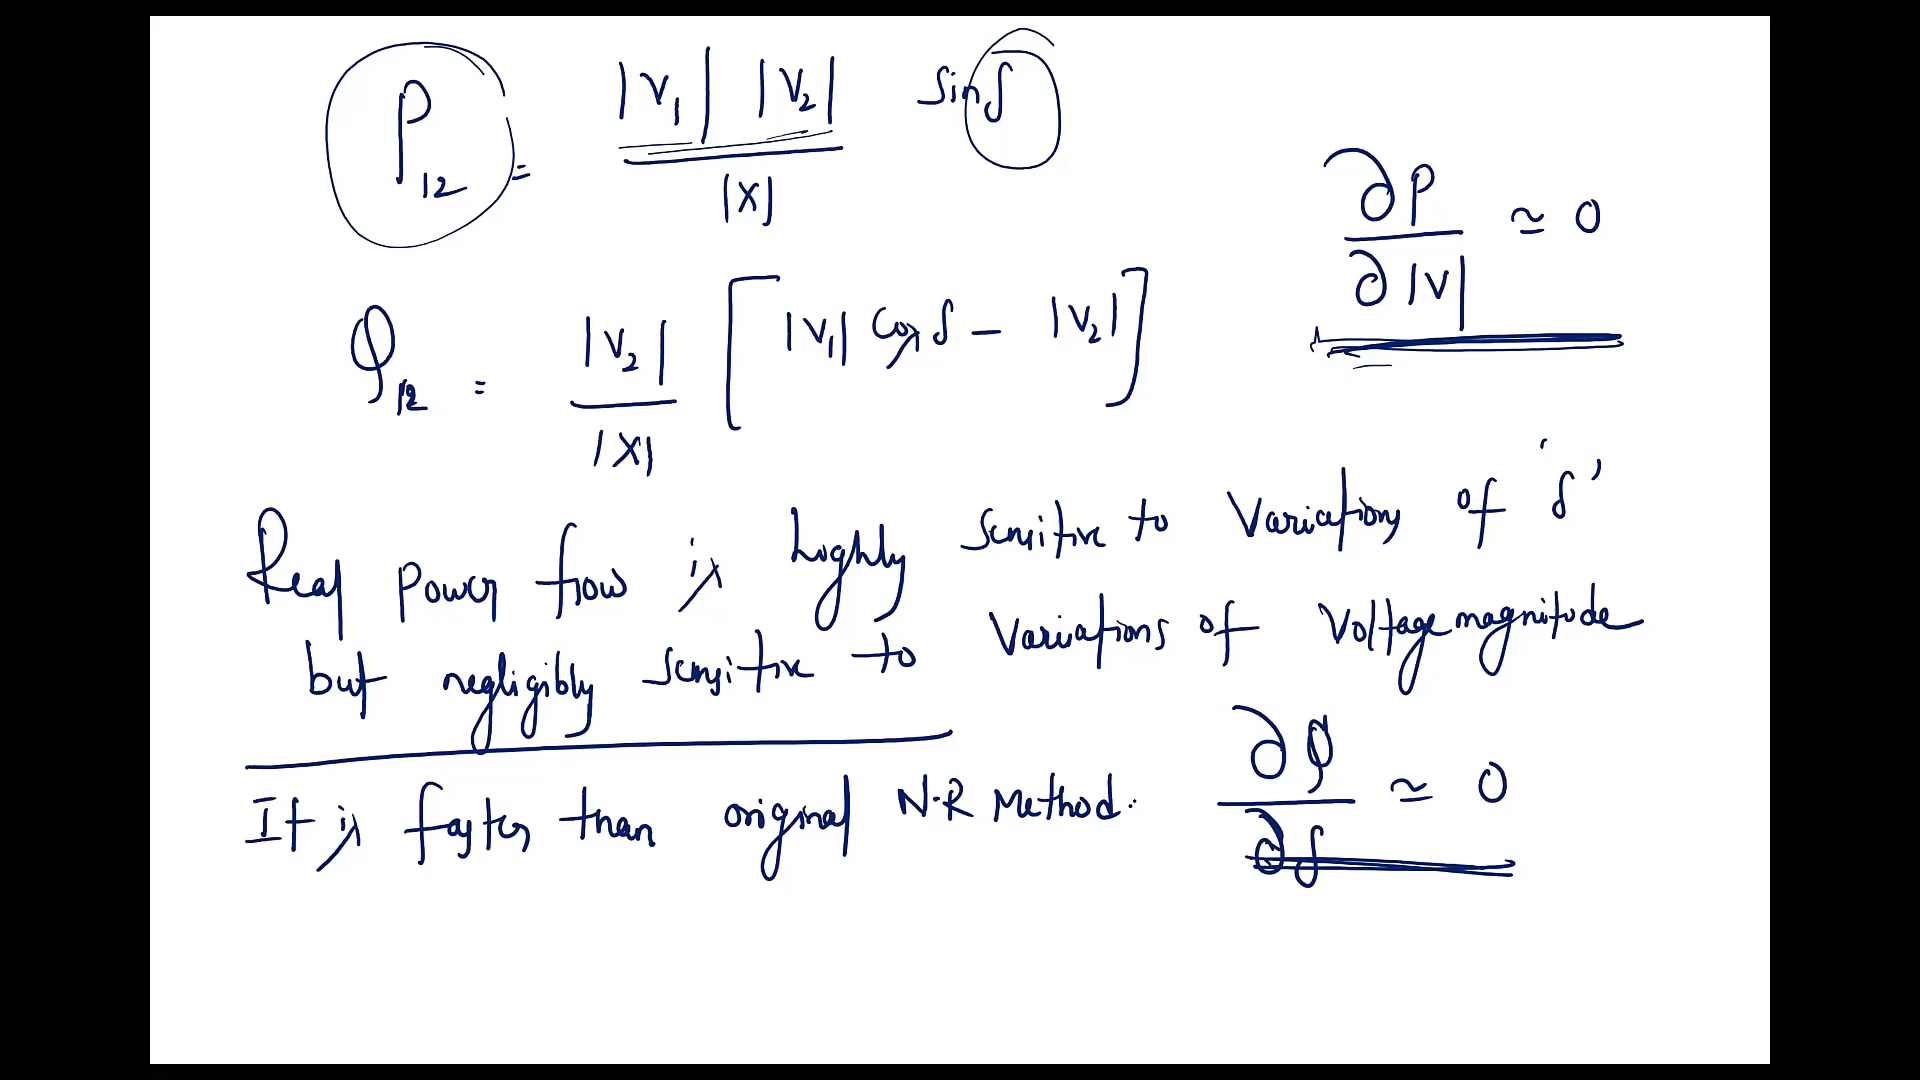 P₁₂ = |V₁| |V₂| / |X| sin δ
∂P / ∂|V| ≃ 0
Q₁₂ = |V₂| / |X| [ |V₁| Cos δ − |V₂| ]
Real power flow is highly sensitive to variations of 'δ'
but negligibly sensitive to variations of Voltage magnitude
It is faster than original N-R Method.
∂Q / ∂δ ≃ 0